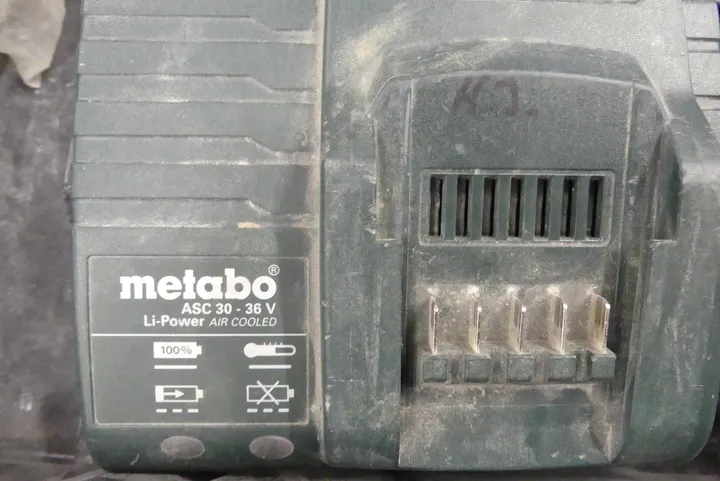 metabo®
ASC 30 - 36 V
Li-Power AIR COOLED
100%